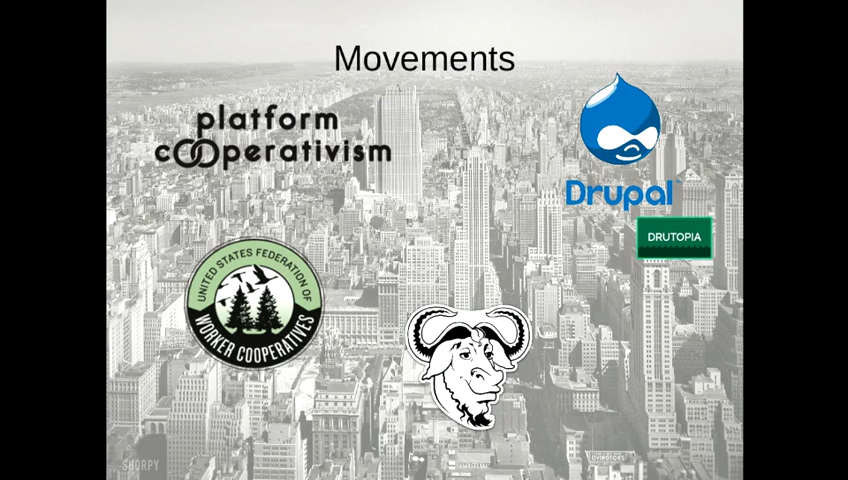 Movements
platform
cooperativism
Drupal
DRUTOPIA
UNITED STATES FEDERATION OF
WORKER COOPERATIVES
SHORPY